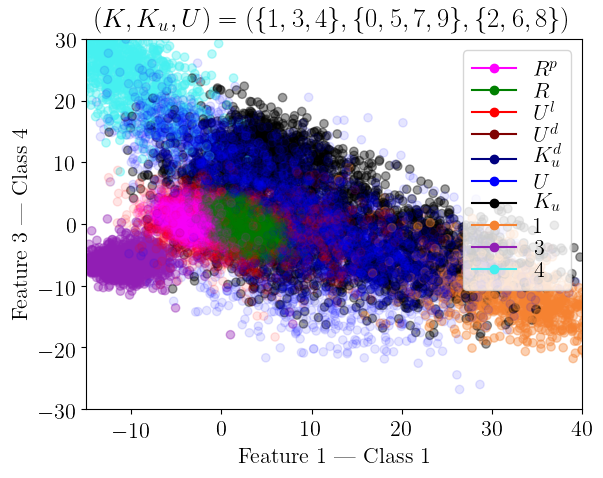 (K, K_u, U) = ({1, 3, 4}, {0, 5, 7, 9}, {2, 6, 8})
Feature 3 — Class 4
30
20
10
0
−10
−20
−30
−10
0
10
20
30
40
Feature 1 — Class 1
R^p
R
U^l
U^d
K_u^d
U
K_u
1
3
4